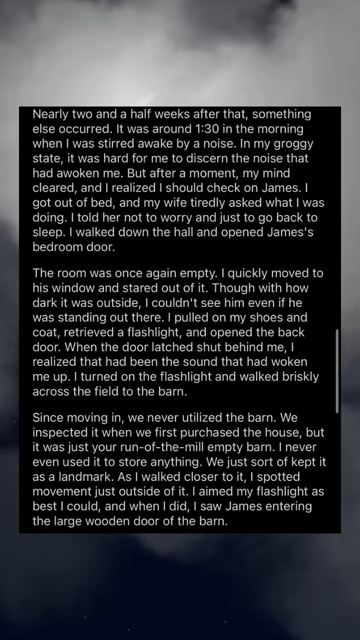 Nearly two and a half weeks after that, something
else occurred. It was around 1:30 in the morning
when I was stirred awake by a noise. In my groggy
state, it was hard for me to discern the noise that
had awoken me. But after a moment, my mind
cleared, and I realized I should check on James. I
got out of bed, and my wife tiredly asked what I was
doing. I told her not to worry and just to go back to
sleep. I walked down the hall and opened James's
bedroom door.
The room was once again empty. I quickly moved to
his window and stared out of it. Though with how
dark it was outside, I couldn't see him even if he
was standing out there. I pulled on my shoes and
coat, retrieved a flashlight, and opened the back
door. When the door latched shut behind me, I
realized that had been the sound that had woken
me up. I turned on the flashlight and walked briskly
across the field to the barn.
Since moving in, we never utilized the barn. We
inspected it when we first purchased the house, but
it was just your run-of-the-mill empty barn. I never
even used it to store anything. We just sort of kept it
as a landmark. As I walked closer to it, I spotted
movement just outside of it. I aimed my flashlight as
best I could, and when I did, I saw James entering
the large wooden door of the barn.